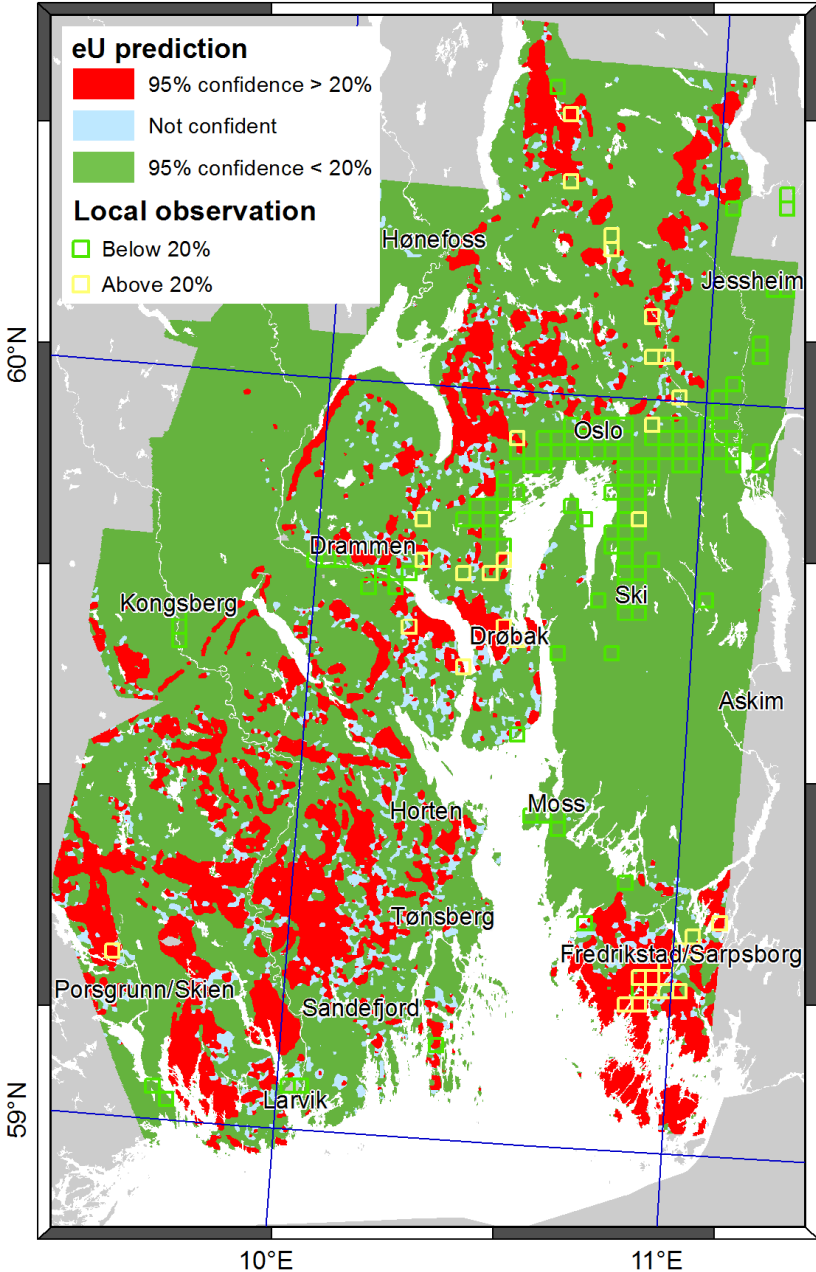 eU prediction
95% confidence > 20%
Not confident
95% confidence < 20%
Local observation
Below 20%
Above 20%
Hønefoss
Jessheim
60°N
Oslo
Drammen
Kongsberg
Ski
Drøbak
Askim
Moss
Horten
Tønsberg
Fredrikstad/Sarpsborg
Porsgrunn/Skien
Sandefjord
Larvik
59°N
10°E
11°E